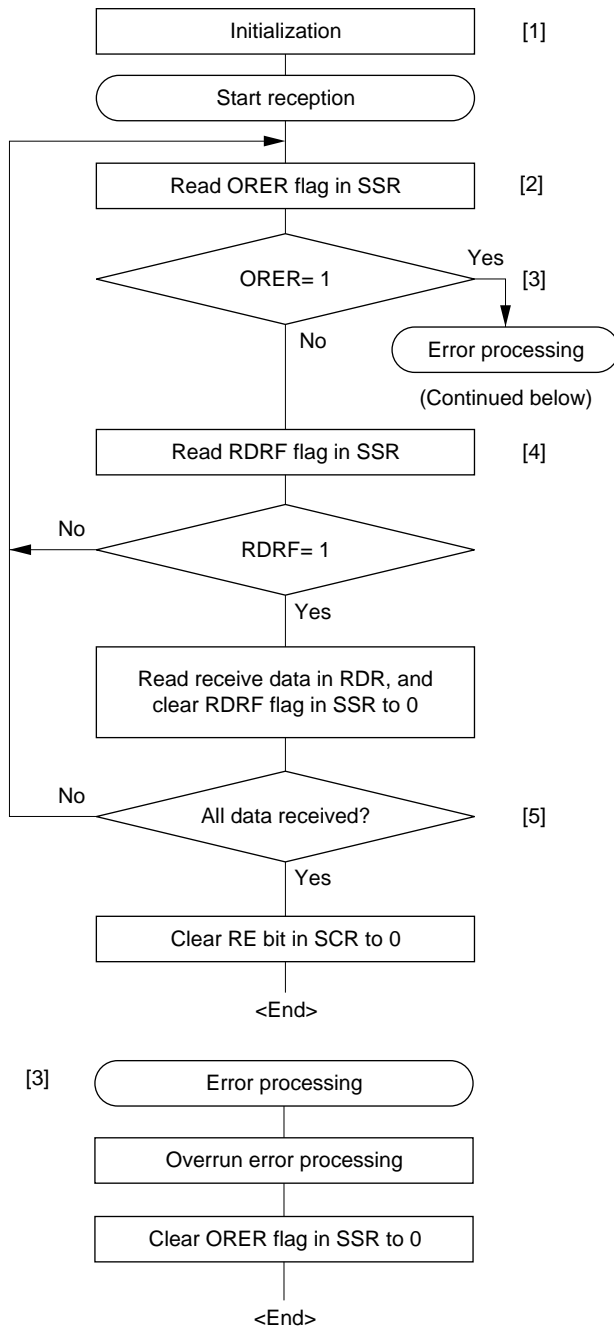 Initialization
[1]
Start reception
Read ORER flag in SSR
[2]
ORER= 1
Yes
[3]
No
Error processing
(Continued below)
Read RDRF flag in SSR
[4]
No
RDRF= 1
Yes
Read receive data in RDR, and
clear RDRF flag in SSR to 0
No
All data received?
[5]
Yes
Clear RE bit in SCR to 0
<End>
[3]
Error processing
Overrun error processing
Clear ORER flag in SSR to 0
<End>